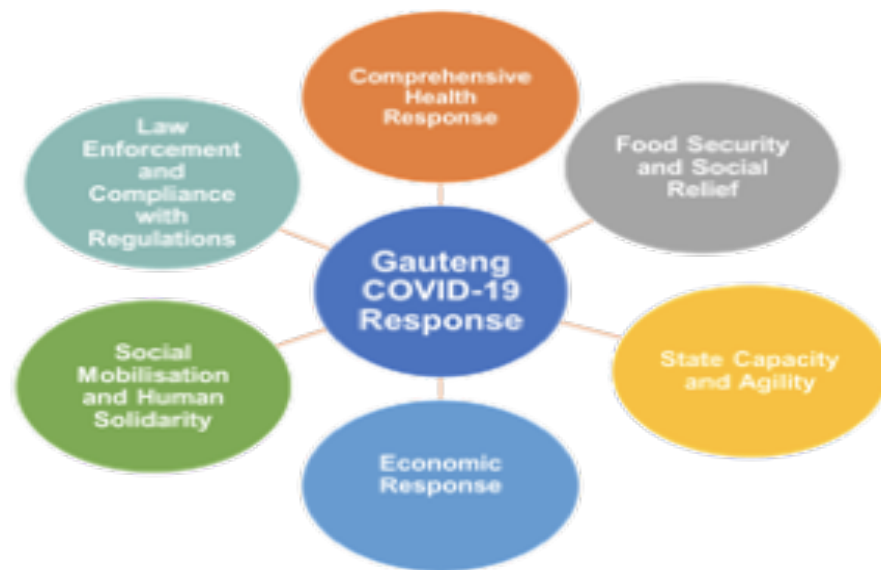 Comprehensive
Health
Response
Food Security
and Social
Relief
State Capacity
and Agility
Economic
Response
Social
Mobilisation
and Human
Solidarity
Law
Enforcement
and
Compliance
with
Regulations
Gauteng
COVID-19
Response